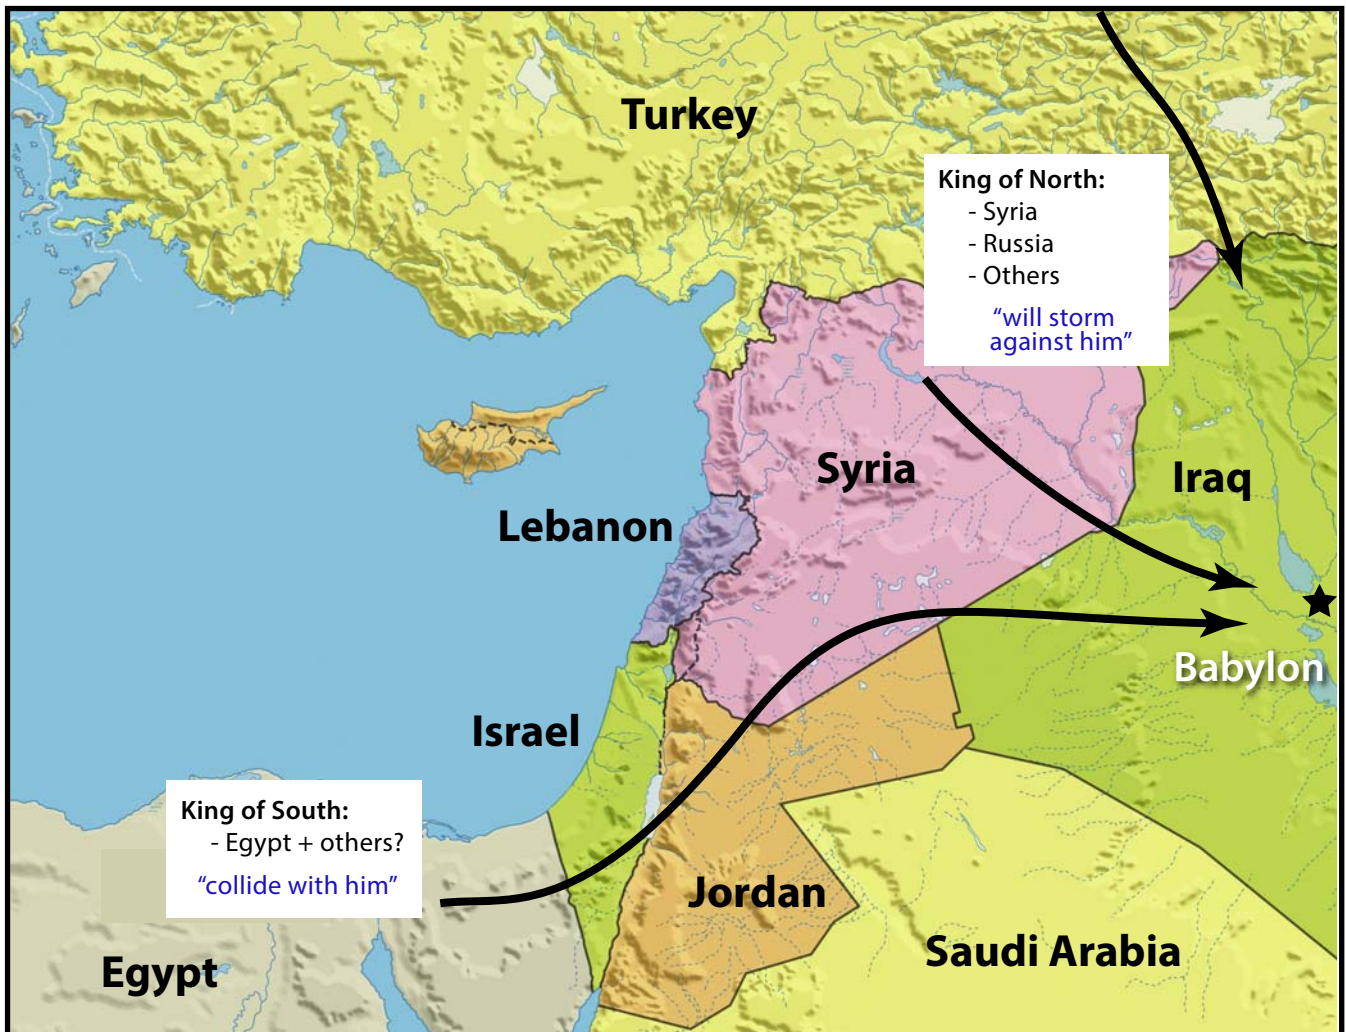 Turkey
King of North:
- Syria
- Russia
- Others
“will storm
against him”
Syria
Iraq
Lebanon
Babylon
Israel
King of South:
- Egypt + others?
“collide with him”
Jordan
Saudi Arabia
Egypt